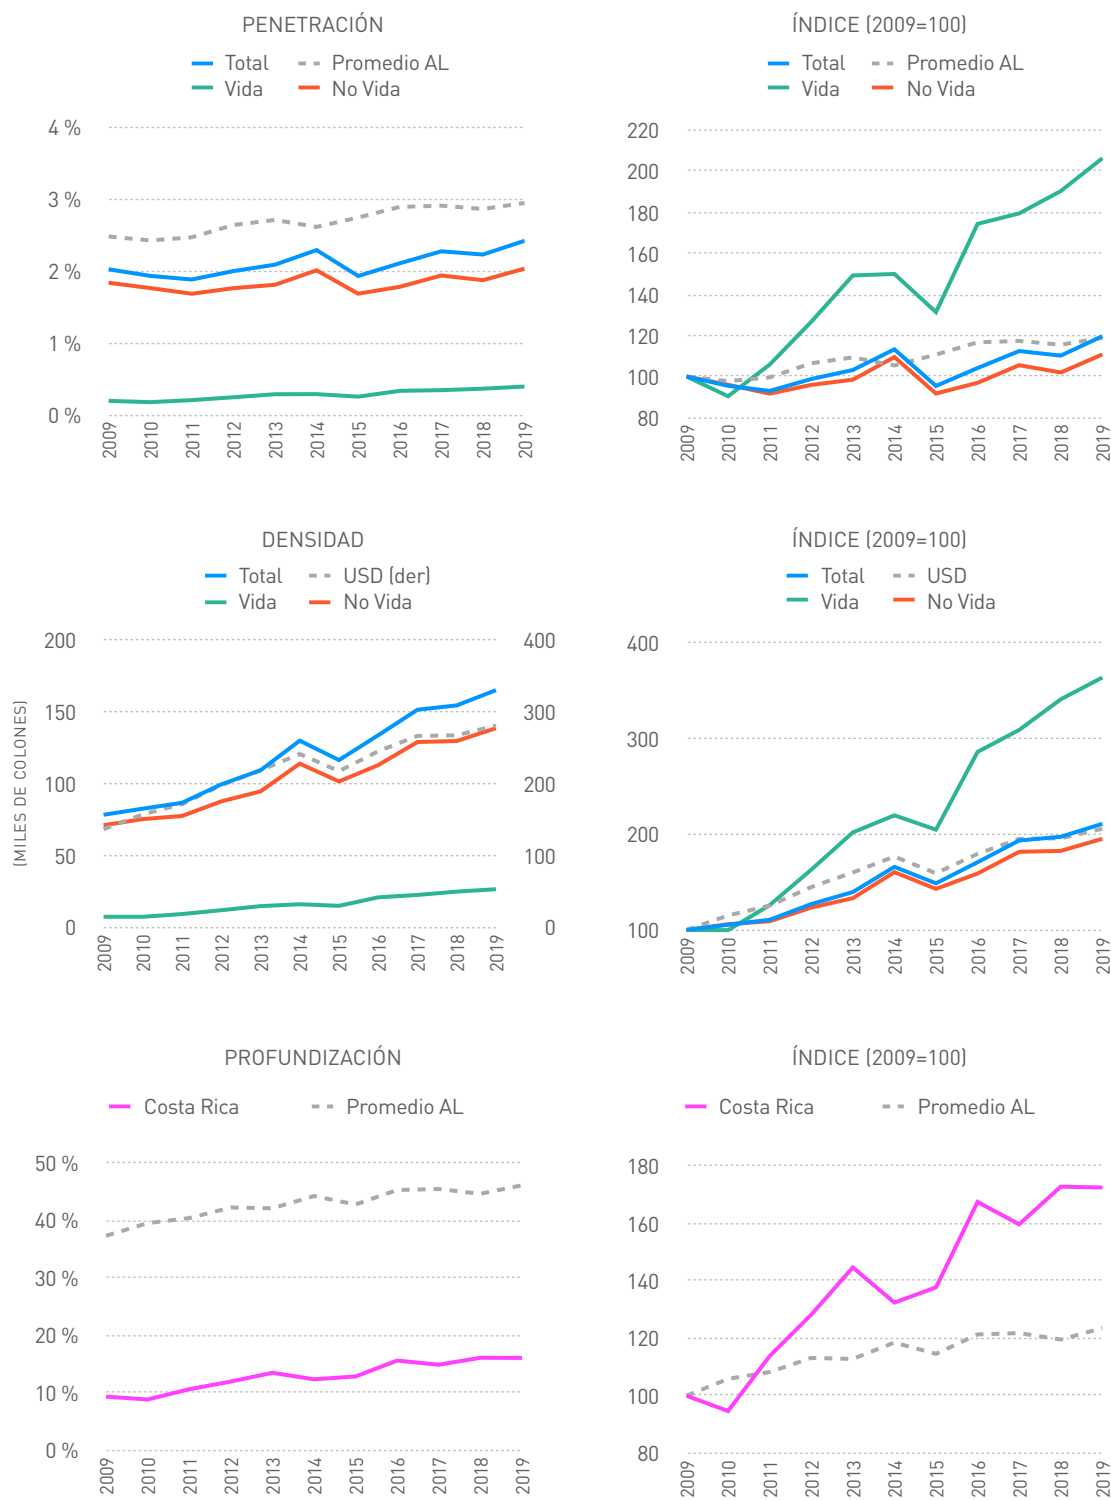 PENETRACIÓN
Total Promedio AL
Vida No Vida
4 %
3 %
2 %
1 %
0 %
2009 2010 2011 2012 2013 2014 2015 2016 2017 2018 2019
ÍNDICE (2009=100)
Total Promedio AL
Vida No Vida
220
200
180
160
140
120
100
80
2009 2010 2011 2012 2013 2014 2015 2016 2017 2018 2019
DENSIDAD
Total USD (der)
Vida No Vida
(MILES DE COLONES)
200 400
150 300
100 200
50 100
0 0
2009 2010 2011 2012 2013 2014 2015 2016 2017 2018 2019
ÍNDICE (2009=100)
Total USD
Vida No Vida
400
300
200
100
2009 2010 2011 2012 2013 2014 2015 2016 2017 2018 2019
PROFUNDIZACIÓN
Costa Rica Promedio AL
50 %
40 %
30 %
20 %
10 %
0 %
2009 2010 2011 2012 2013 2014 2015 2016 2017 2018 2019
ÍNDICE (2009=100)
Costa Rica Promedio AL
180
160
140
120
100
80
2009 2010 2011 2012 2013 2014 2015 2016 2017 2018 2019